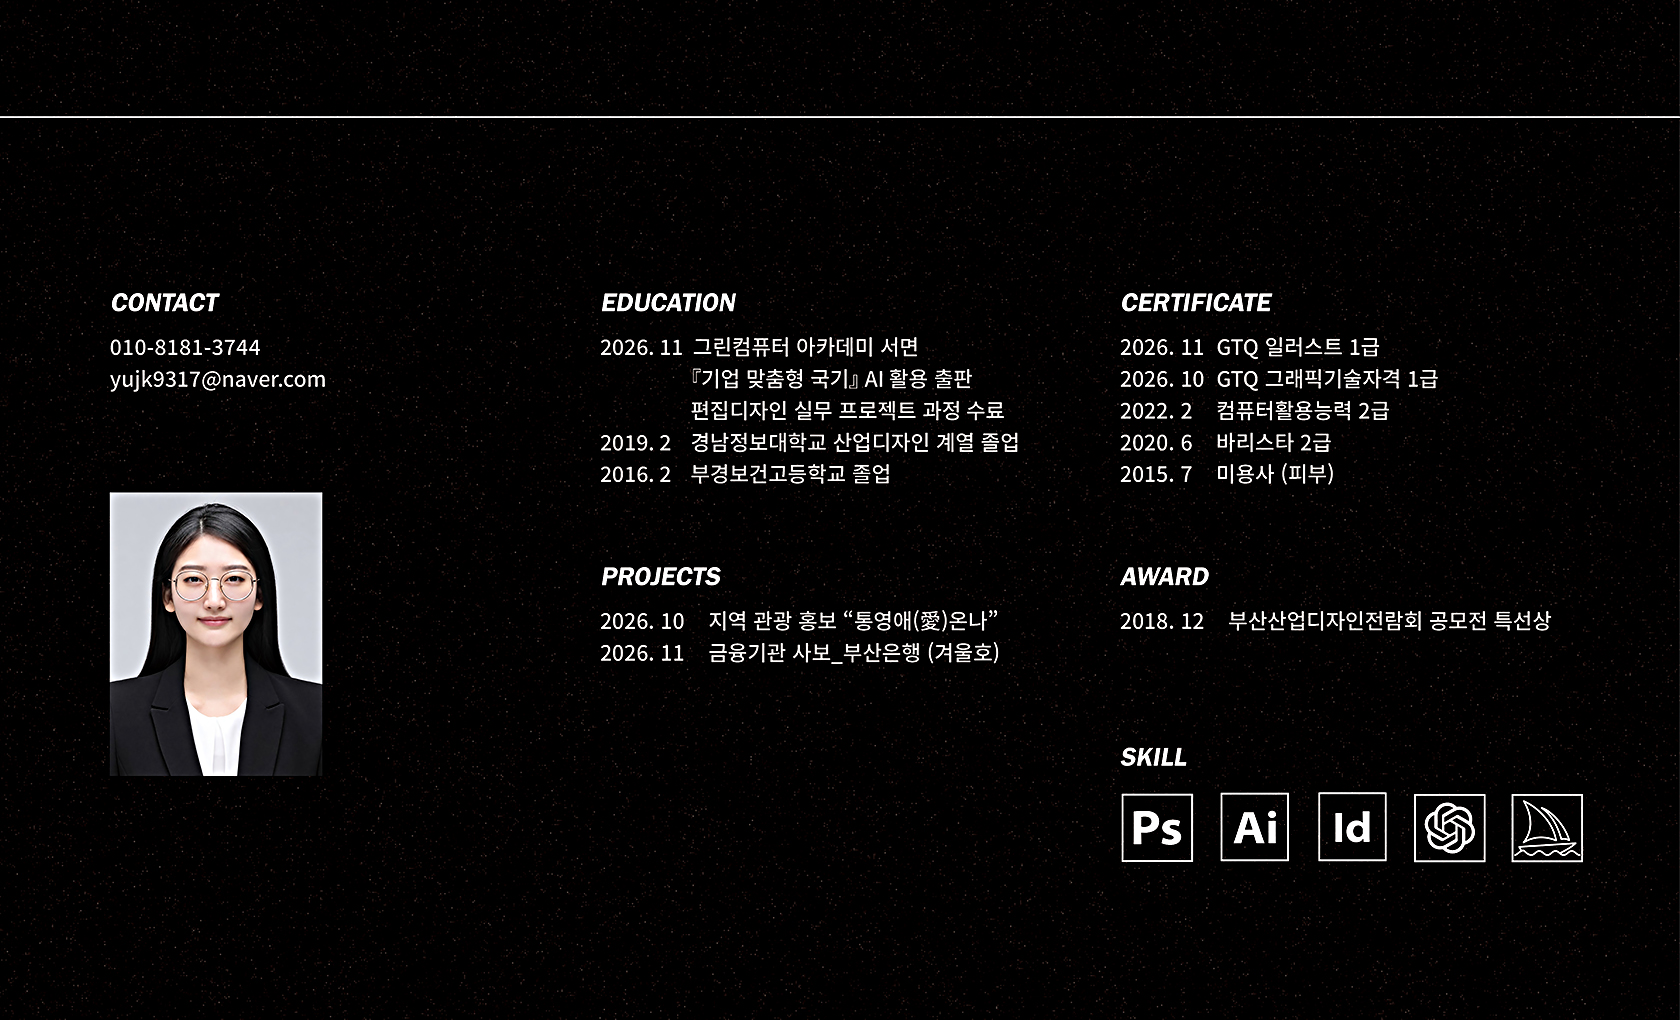 CONTACT
010-8181-3744
yujk9317@naver.com
EDUCATION
2026. 11 그린컴퓨터 아카데미 서면
『기업 맞춤형 국기』 AI 활용 출판
편집디자인 실무 프로젝트 과정 수료
2019. 2 경남정보대학교 산업디자인 계열 졸업
2016. 2 부경보건고등학교 졸업
PROJECTS
2026. 10 지역 관광 홍보 “통영애(愛)온나”
2026. 11 금융기관 사보_부산은행 (겨울호)
CERTIFICATE
2026. 11 GTQ 일러스트 1급
2026. 10 GTQ 그래픽기술자격 1급
2022. 2 컴퓨터활용능력 2급
2020. 6 바리스타 2급
2015. 7 미용사 (피부)
AWARD
2018. 12 부산산업디자인전람회 공모전 특선상
SKILL
Ps Ai Id